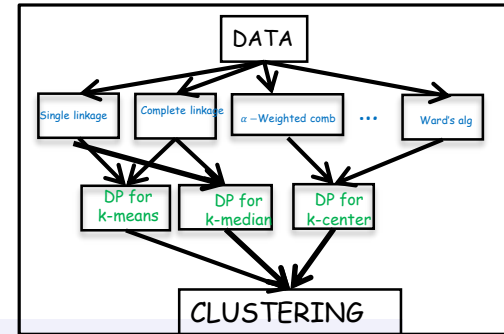 DATA
Single linkage
Complete linkage
α −Weighted comb
...
Ward's alg
DP for
k-means
DP for
k-median
DP for
k-center
CLUSTERING